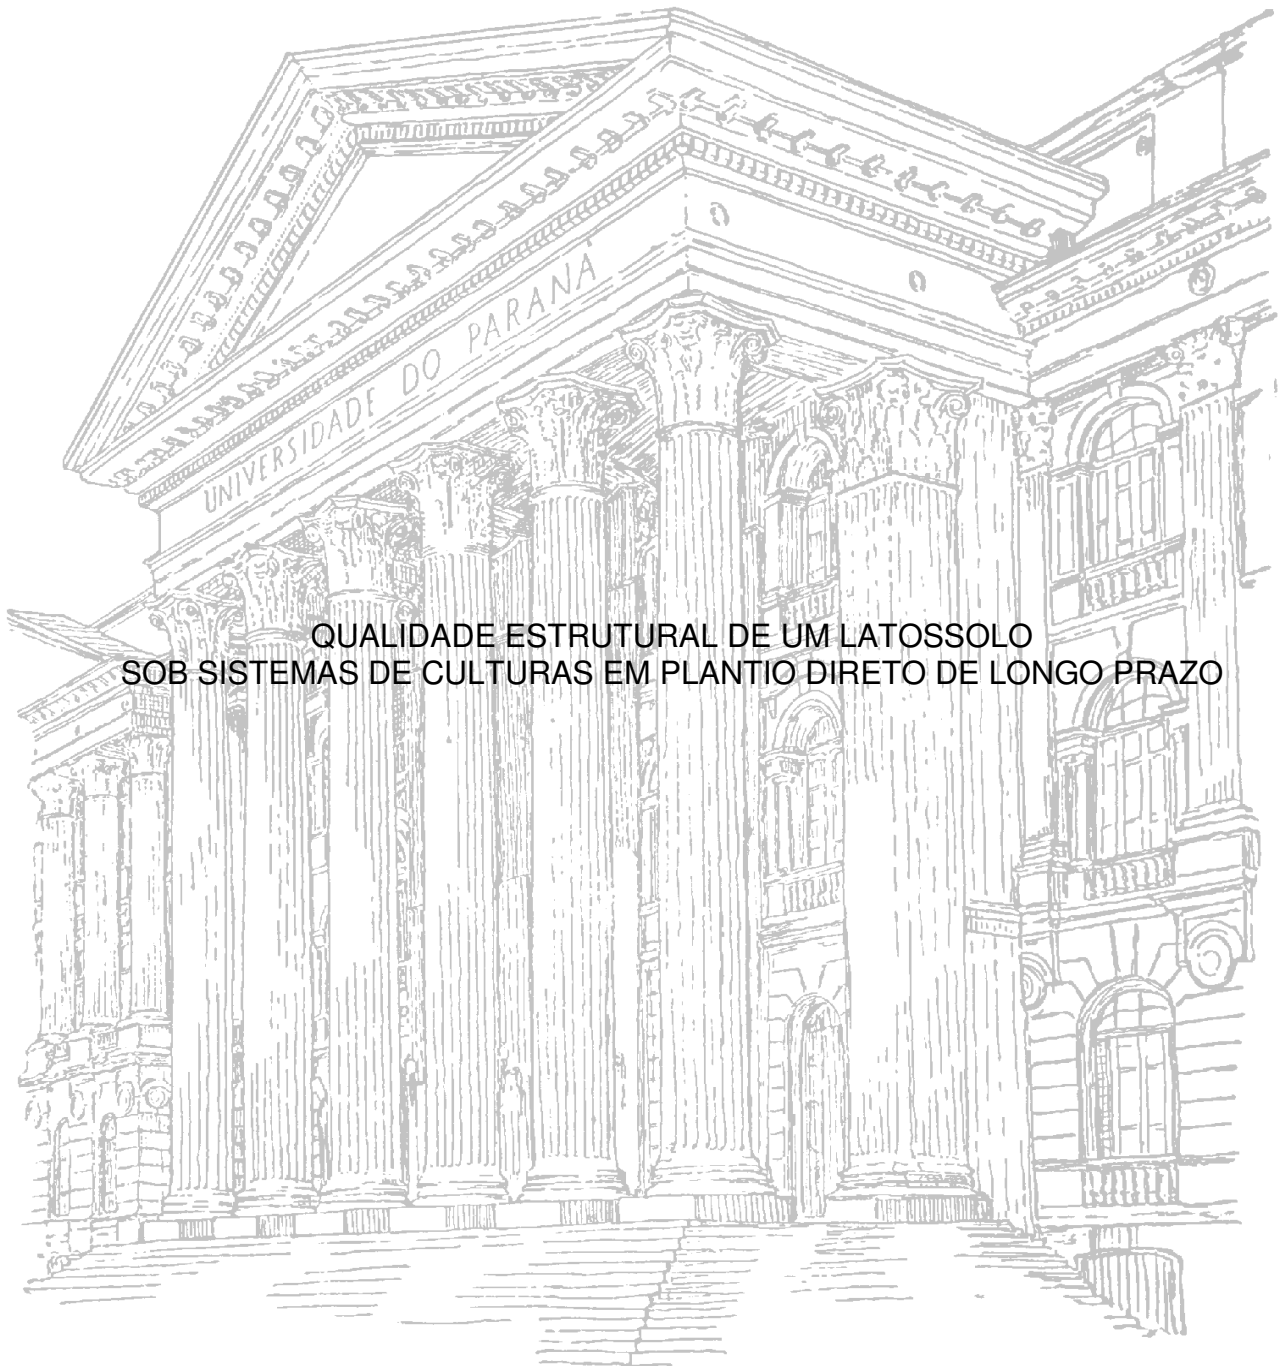 UNIVERSIDADE DO PARANÁ
QUALIDADE ESTRUTURAL DE UM LATOSSOLO
SOB SISTEMAS DE CULTURAS EM PLANTIO DIRETO DE LONGO PRAZO